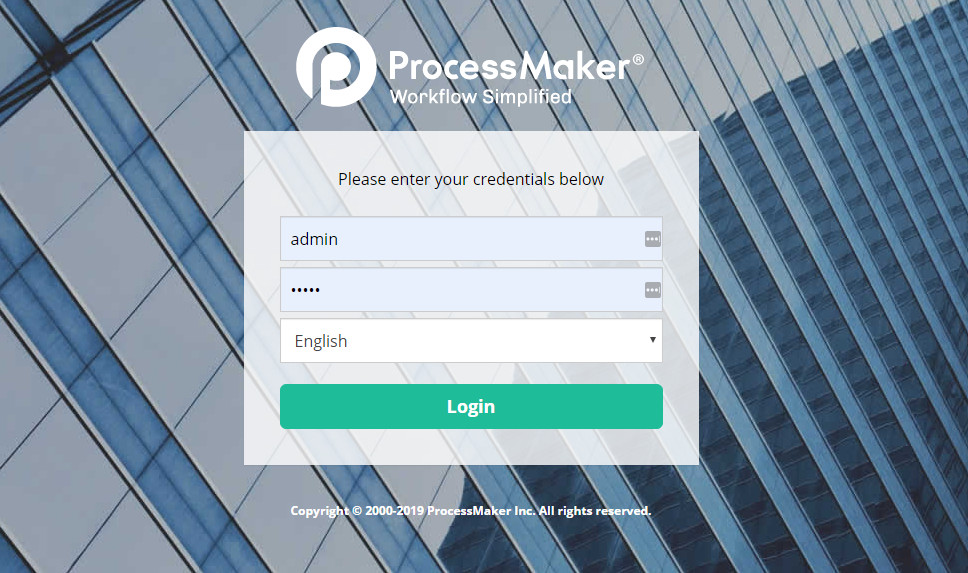 ProcessMaker®
Workflow Simplified
Please enter your credentials below
admin
•••••
English
Login
Copyright © 2000-2019 ProcessMaker Inc. All rights reserved.